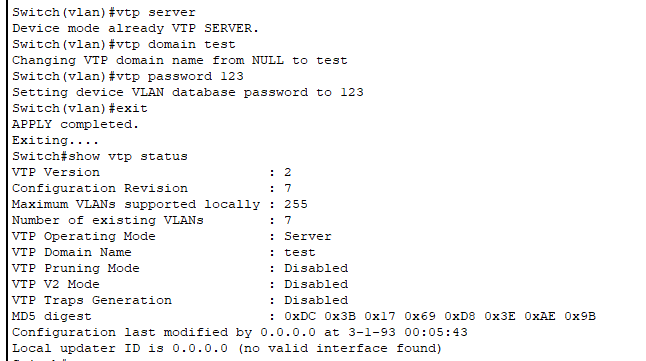 Switch(vlan)#vtp server
Device mode already VTP SERVER.
Switch(vlan)#vtp domain test
Changing VTP domain name from NULL to test
Switch(vlan)#vtp password 123
Setting device VLAN database password to 123
Switch(vlan)#exit
APPLY completed.
Exiting....
Switch#show vtp status
VTP Version                     : 2
Configuration Revision          : 7
Maximum VLANs supported locally : 255
Number of existing VLANs        : 7
VTP Operating Mode              : Server
VTP Domain Name                 : test
VTP Pruning Mode                : Disabled
VTP V2 Mode                     : Disabled
VTP Traps Generation            : Disabled
MD5 digest                      : 0xDC 0x3B 0x17 0x69 0xD8 0x3E 0xAE 0x9B
Configuration last modified by 0.0.0.0 at 3-1-93 00:05:43
Local updater ID is 0.0.0.0 (no valid interface found)